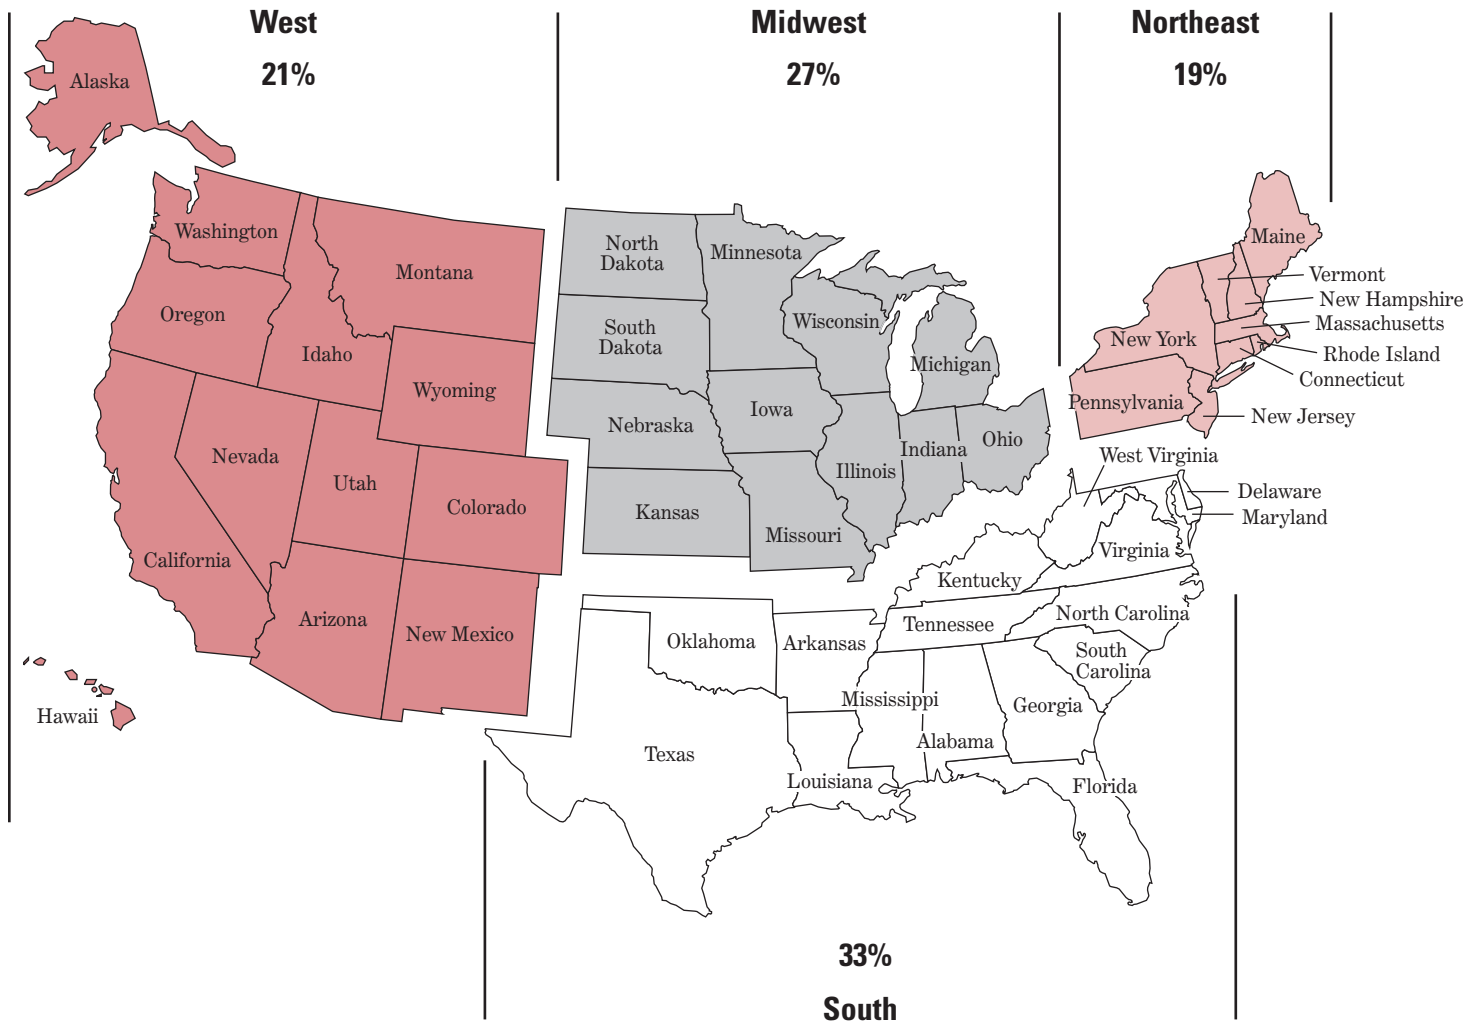 West
21%
Midwest
27%
Northeast
19%
Alaska
Washington
Oregon
Idaho
Montana
Wyoming
California
Nevada
Utah
Colorado
Arizona
New Mexico
Hawaii
North
Dakota
South
Dakota
Nebraska
Kansas
Minnesota
Iowa
Missouri
Wisconsin
Illinois
Michigan
Indiana
Ohio
Maine
Vermont
New Hampshire
Massachusetts
Rhode Island
Connecticut
New York
Pennsylvania
New Jersey
West Virginia
Delaware
Maryland
Virginia
Kentucky
North Carolina
Tennessee
South
Carolina
Oklahoma
Arkansas
Mississippi
Georgia
Alabama
Texas
Louisiana
Florida
33%
South